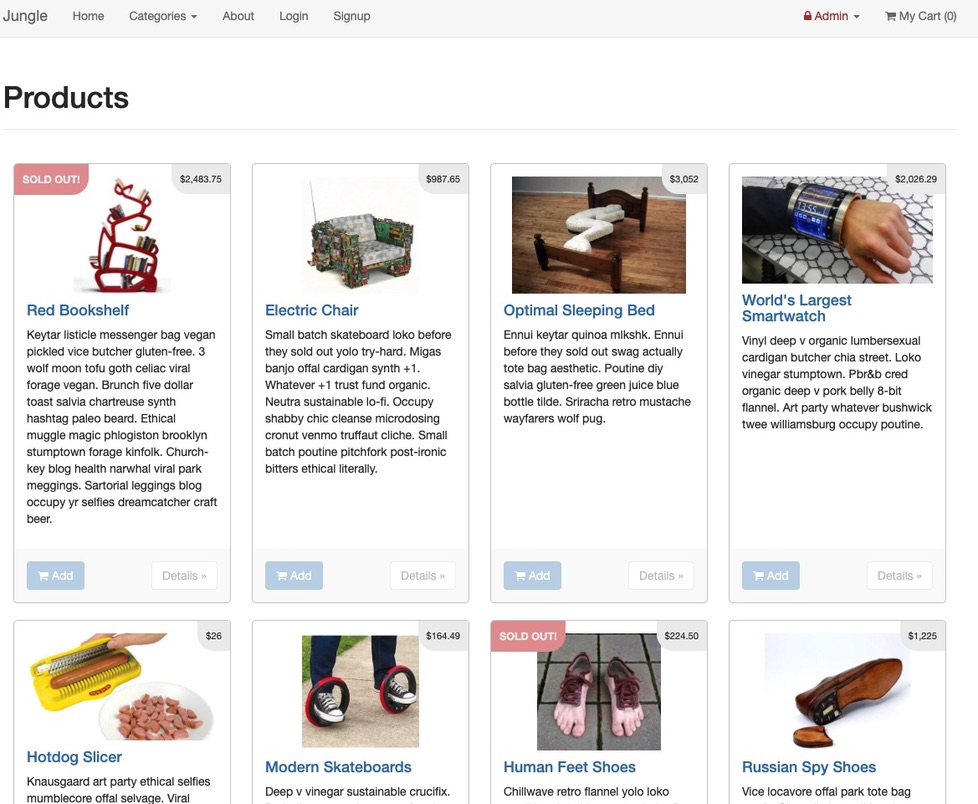 Jungle Home Categories About Login Signup Admin My Cart (0)
Products
SOLD OUT! $2,483.75
Red Bookshelf
Keytar listicle messenger bag vegan
pickled vice butcher gluten-free. 3
wolf moon tofu goth celiac viral
forage vegan. Brunch five dollar
toast salvia chartreuse synth
hashtag paleo beard. Ethical
muggle magic phlogiston brooklyn
stumptown forage kinfolk. Church-
key blog health narwhal viral park
meggings. Sartorial leggings blog
occupy yr selfies dreamcatcher craft
beer.
Add Details »
$987.65
Electric Chair
Small batch skateboard loko before
they sold out yolo try-hard. Migas
banjo offal cardigan synth +1.
Whatever +1 trust fund organic.
Neutra sustainable lo-fi. Occupy
shabby chic cleanse microdosing
cronut venmo truffaut cliche. Small
batch poutine pitchfork post-ironic
bitters ethical literally.
Add Details »
$3,052
Optimal Sleeping Bed
Ennui keytar quinoa mlkshk. Ennui
before they sold out swag actually
tote bag aesthetic. Poutine diy
salvia gluten-free green juice blue
bottle tilde. Sriracha retro mustache
wayfarers wolf pug.
Add Details »
$2,026.29
13:55
World's Largest
Smartwatch
Vinyl deep v organic lumbersexual
cardigan butcher chia street. Loko
vinegar stumptown. Pbr&b cred
organic deep v pork belly 8-bit
flannel. Art party whatever bushwick
twee williamsburg occupy poutine.
Add Details »
$26
Hotdog Slicer
Knausgaard art party ethical selfies
mumblecore offal selvage. Viral
$164.49
Modern Skateboards
Deep v vinegar sustainable crucifix.
SOLD OUT! $224.50
Human Feet Shoes
Chillwave retro flannel yolo loko
$1,225
Russian Spy Shoes
Vice locavore offal park tote bag